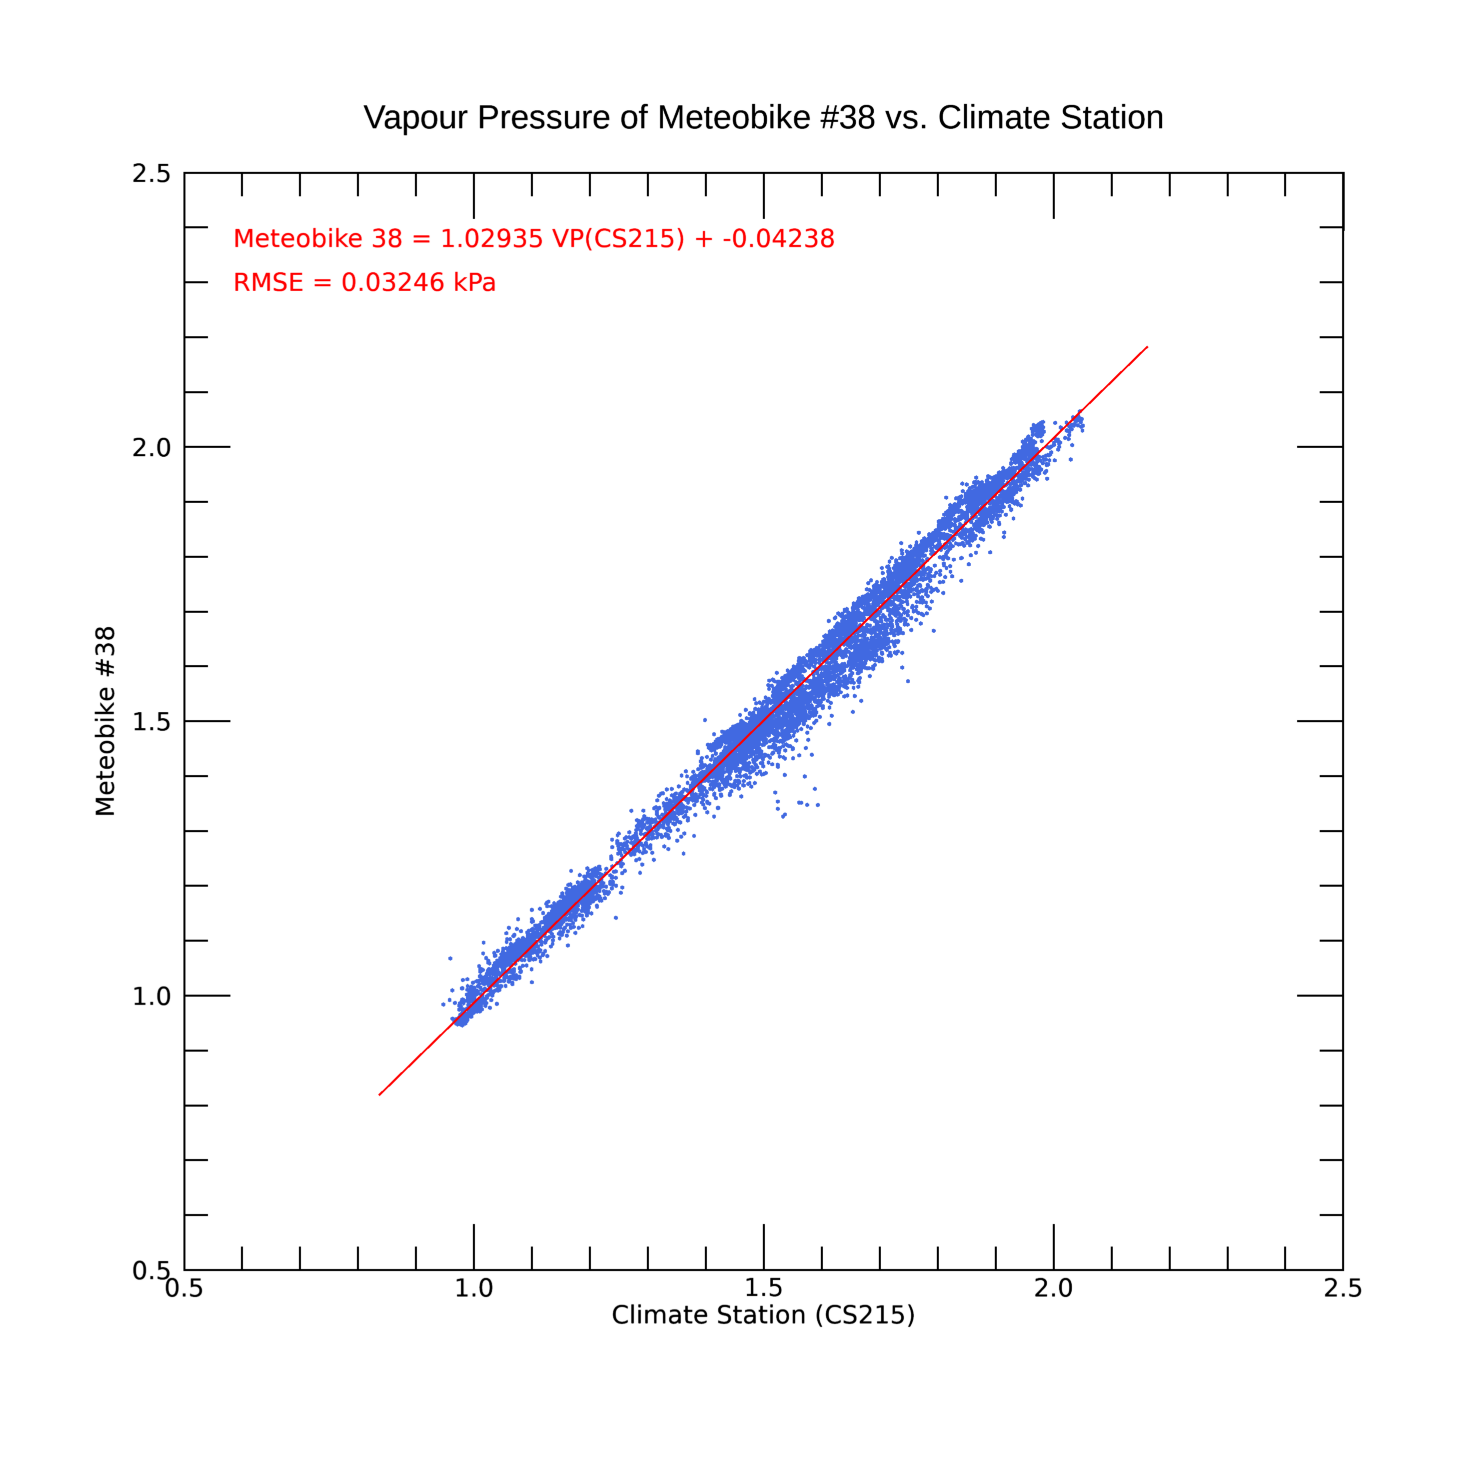 Vapour Pressure of Meteobike #38 vs. Climate Station
2.5
Meteobike 38 = 1.02935 VP(CS215) + -0.04238
RMSE = 0.03246 kPa
2.0
Meteobike #38
1.5
1.0
0.5
0.5 1.0 1.5 2.0 2.5
Climate Station (CS215)